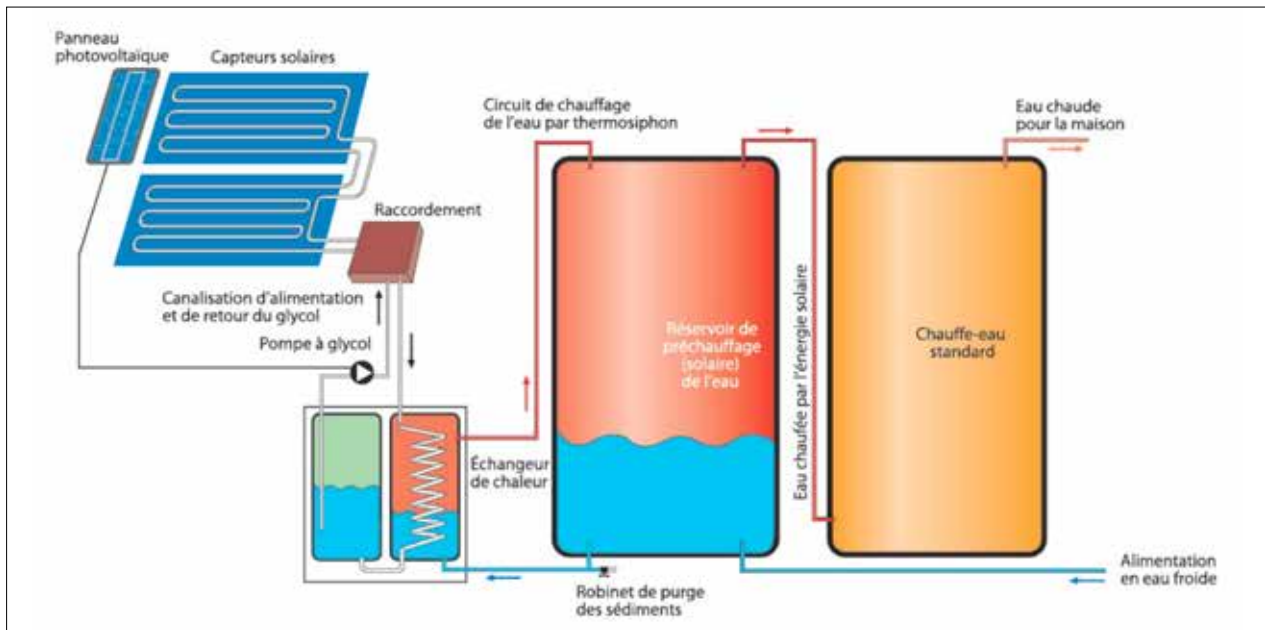 Panneau
photovoltaïque
Capteurs solaires
Circuit de chauffage
de l'eau par thermosiphon
Eau chaude
pour la maison
Raccordement
Canalisation d'alimentation
et de retour du glycol
Pompe à glycol
Réservoir de
préchauffage
(solaire)
de l'eau
Eau chaufée par l'énergie solaire
Chauffe-eau
standard
Échangeur
de chaleur
Robinet de purge
des sédiments
Alimentation
en eau froide